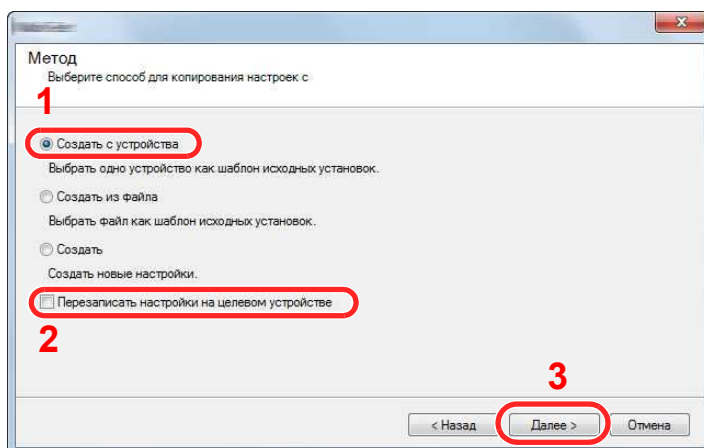 Метод
Выберите способ для копирования настроек с
1
Создать с устройства
Выбрать одно устройство как шаблон исходных установок.
Создать из файла
Выбрать файл как шаблон исходных установок.
Создать
Создать новые настройки.
Перезаписать настройки на целевом устройстве
2
3
< Назад Далее > Отмена